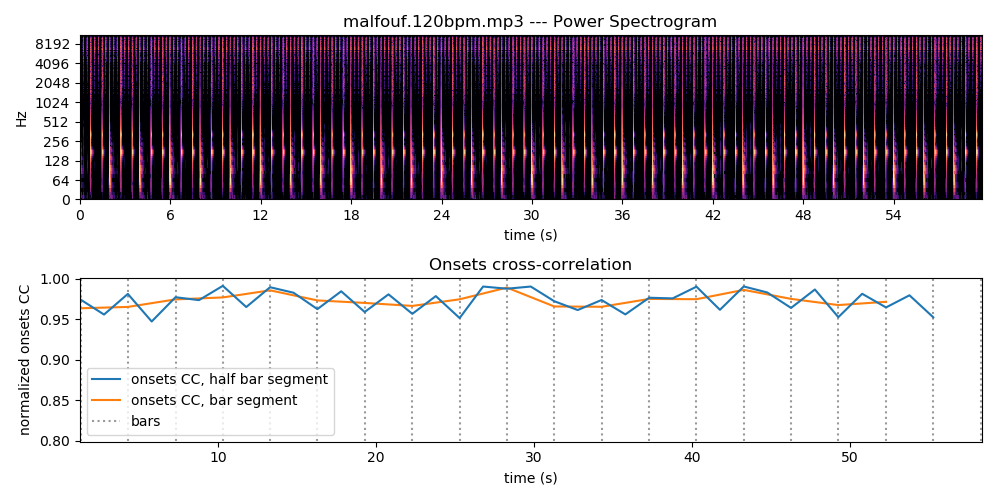 malfouf.120bpm.mp3 --- Power Spectrogram
8192
4096
2048
1024
512
256
128
64
0
Hz
0 6 12 18 24 30 36 42 48 54
time (s)
Onsets cross-correlation
1.00
0.95
0.90
0.85
0.80
normalized onsets CC
onsets CC, half bar segment
onsets CC, bar segment
bars
10 20 30 40 50
time (s)